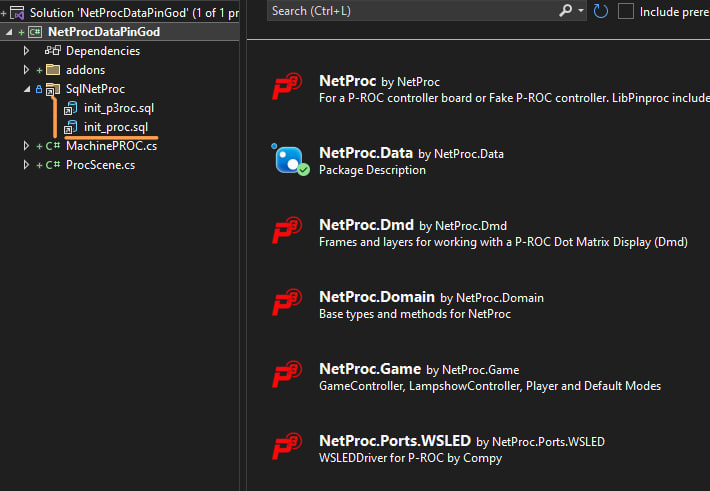 Solution 'NetProcDataPinGod' (1 of 1 pr
NetProcDataPinGod
Dependencies
addons
SqlNetProc
init_p3roc.sql
init_proc.sql
MachinePROC.cs
ProcScene.cs
Search (Ctrl+L)
Include prere
NetProc by NetProc
For a P-ROC controller board or Fake P-ROC controller. LibPinproc include
NetProc.Data by NetProc.Data
Package Description
NetProc.Dmd by NetProc.Dmd
Frames and layers for working with a P-ROC Dot Matrix Display (Dmd)
NetProc.Domain by NetProc.Domain
Base types and methods for NetProc
NetProc.Game by NetProc.Game
GameController, LampshowController, Player and Default Modes
NetProc.Ports.WSLED by NetProc.Ports.WSLED
WSLEDDriver for P-ROC by Compy